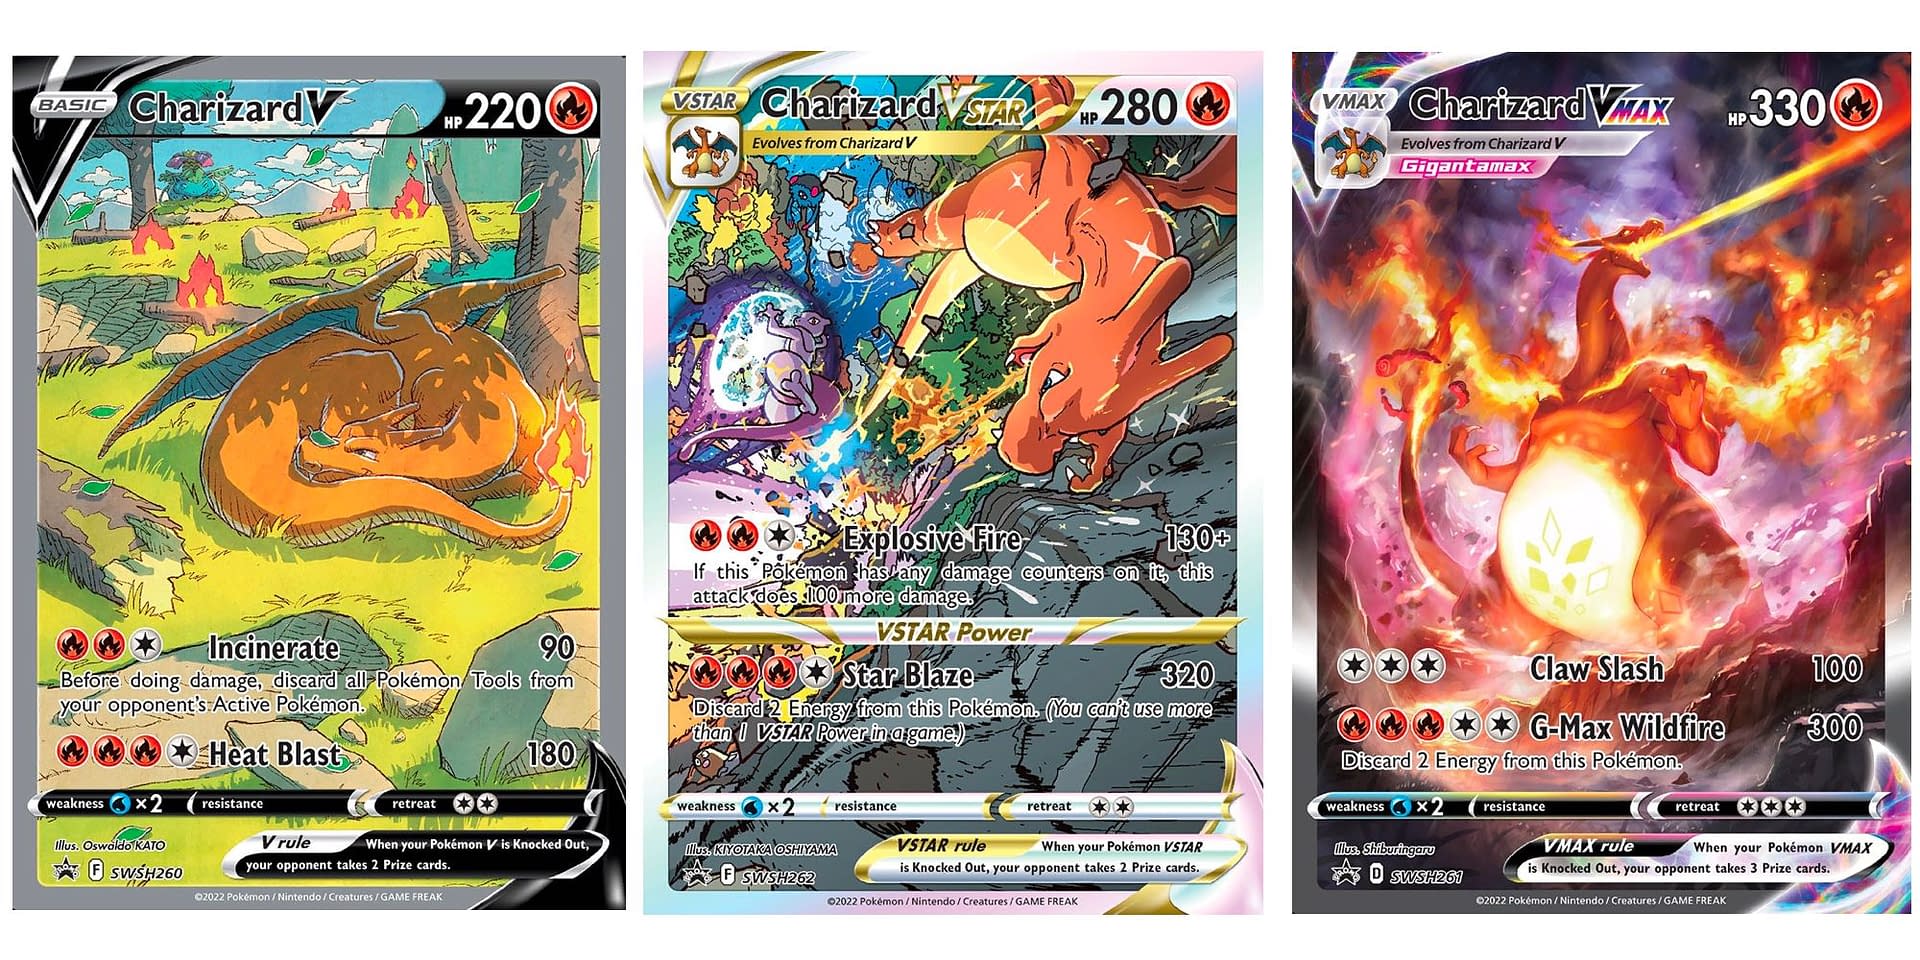 BASIC Charizard V HP 220
Incinerate 90
Before doing damage, discard all Pokémon Tools from
your opponent's Active Pokémon.
Heat Blast 180
weakness ×2 resistance retreat
Illus. Oswaldo KATO
V rule When your Pokémon V is Knocked Out,
your opponent takes 2 Prize cards.
F SWSH260
©2022 Pokémon / Nintendo / Creatures / GAME FREAK
VSTAR Charizard VSTAR HP 280
Evolves from Charizard V
Explosive Fire 130+
If this Pokémon has any damage counters on it, this
attack does 100 more damage.
VSTAR Power
Star Blaze 320
Discard 2 Energy from this Pokémon. (You can't use more
than 1 VSTAR Power in a game.)
weakness ×2 resistance retreat
Illus. KIYOTAKA OSHIYAMA
VSTAR rule When your Pokémon VSTAR
is Knocked Out, your opponent takes 2 Prize cards.
F SWSH262
©2022 Pokémon / Nintendo / Creatures / GAME FREAK
VMAX Charizard VMAX HP 330
Evolves from Charizard V
Gigantamax
Claw Slash 100
G-Max Wildfire 300
Discard 2 Energy from this Pokémon.
weakness ×2 resistance retreat
Illus. Shiburingaru
VMAX rule When your Pokémon VMAX
is Knocked Out, your opponent takes 3 Prize cards.
D SWSH261
©2022 Pokémon / Nintendo / Creatures / GAME FREAK